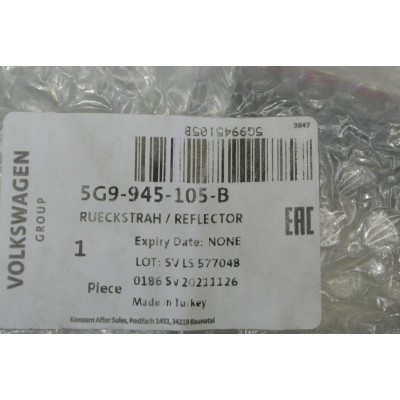 3847
5G9945105B
VOLKSWAGEN
GROUP
5G9-945-105-B
RUECKSTRAH / REFLECTOR
EAC
1
Piece
Expiry Date: NONE
LOT: SV LS 577048
0186 SV 20211126
Made in Turkey
Konzern After Sales, Postfach 1452, 34219 Baunatal